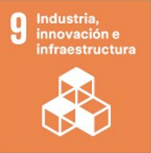 9 Industria,
innovación e
infraestructura